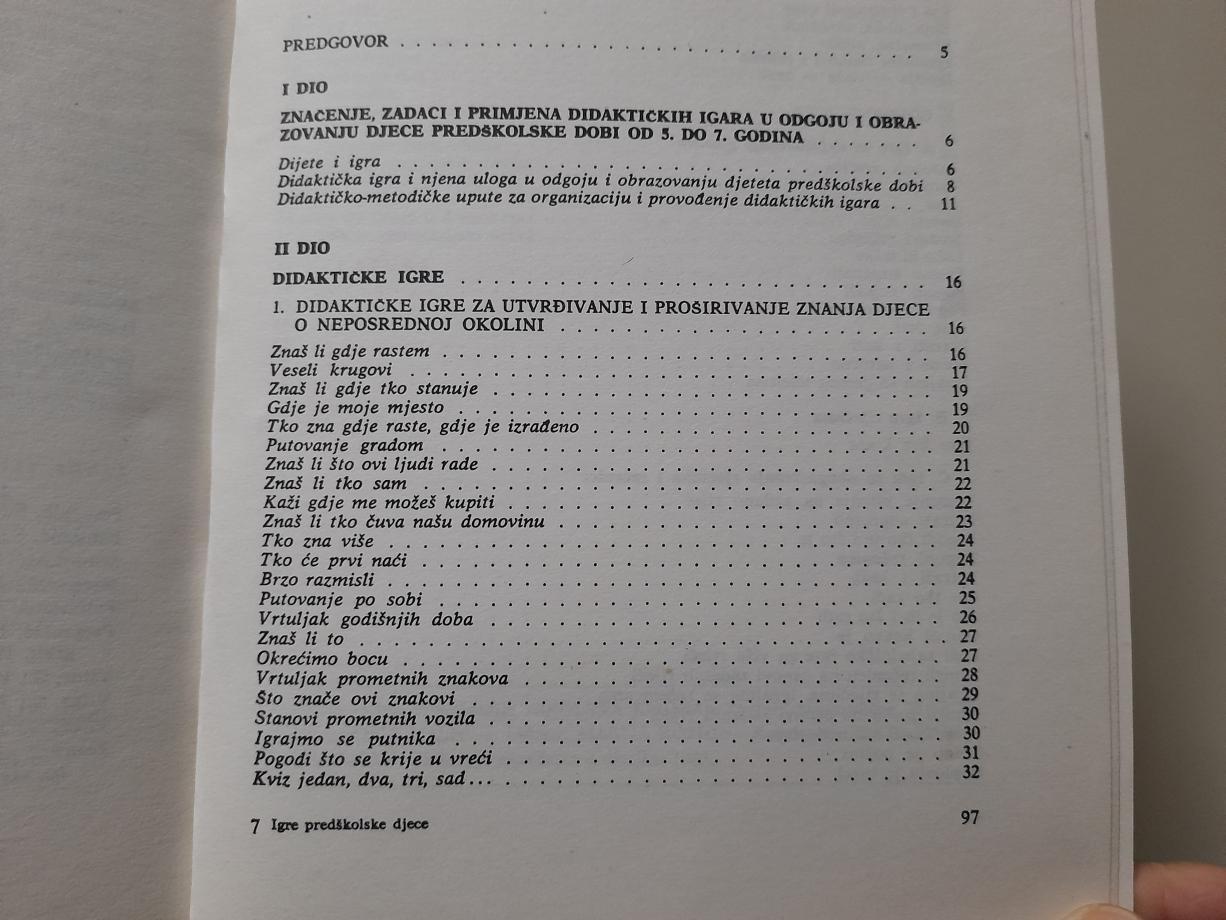 PREDGOVOR . . . . . . . . . . . . . . . . . . . . . . . . . . . . . . . . 5
I DIO
ZNAČENJE, ZADACI I PRIMJENA DIDAKTIČKIH IGARA U ODGOJU I OBRA-
ZOVANJU DJECE PREDŠKOLSKE DOBI OD 5. DO 7. GODINA . . . . . . . 6
Dijete i igra . . . . . . . . . . . . . . . . . . . . . . . . . . . . . . . 6
Didaktička igra i njena uloga u odgoju i obrazovanju djeteta predškolske dobi 8
Didaktičko-metodičke upute za organizaciju i provođenje didaktičkih igara . . 11
II DIO
DIDAKTIČKE IGRE . . . . . . . . . . . . . . . . . . . . . . . . . . . . 16
1. DIDAKTIČKE IGRE ZA UTVRĐIVANJE I PROŠIRIVANJE ZNANJA DJECE
O NEPOSREDNOJ OKOLINI . . . . . . . . . . . . . . . . . . . . . . 16
Znaš li gdje rastem . . . . . . . . . . . . . . . . . . . . . . . . . . . . . 16
Veseli krugovi . . . . . . . . . . . . . . . . . . . . . . . . . . . . . . . 17
Znaš li gdje tko stanuje . . . . . . . . . . . . . . . . . . . . . . . . . . 19
Gdje je moje mjesto . . . . . . . . . . . . . . . . . . . . . . . . . . . . 19
Tko zna gdje raste, gdje je izrađeno . . . . . . . . . . . . . . . . . . . . 20
Putovanje gradom . . . . . . . . . . . . . . . . . . . . . . . . . . . . . 21
Znaš li što ovi ljudi rade . . . . . . . . . . . . . . . . . . . . . . . . . . 21
Znaš li tko sam . . . . . . . . . . . . . . . . . . . . . . . . . . . . . . 22
Kaži gdje me možeš kupiti . . . . . . . . . . . . . . . . . . . . . . . . . 22
Znaš li tko čuva našu domovinu . . . . . . . . . . . . . . . . . . . . . . 23
Tko zna više . . . . . . . . . . . . . . . . . . . . . . . . . . . . . . . . 24
Tko će prvi naći . . . . . . . . . . . . . . . . . . . . . . . . . . . . . . 24
Brzo razmisli . . . . . . . . . . . . . . . . . . . . . . . . . . . . . . . . 24
Putovanje po sobi . . . . . . . . . . . . . . . . . . . . . . . . . . . . . 25
Vrtuljak godišnjih doba . . . . . . . . . . . . . . . . . . . . . . . . . . 26
Znaš li to . . . . . . . . . . . . . . . . . . . . . . . . . . . . . . . . . . 27
Okrećimo bocu . . . . . . . . . . . . . . . . . . . . . . . . . . . . . . . 27
Vrtuljak prometnih znakova . . . . . . . . . . . . . . . . . . . . . . . . 28
Što znače ovi znakovi . . . . . . . . . . . . . . . . . . . . . . . . . . . 29
Stanovi prometnih vozila . . . . . . . . . . . . . . . . . . . . . . . . . . 30
Igrajmo se putnika . . . . . . . . . . . . . . . . . . . . . . . . . . . . . 30
Pogodi što se krije u vreći . . . . . . . . . . . . . . . . . . . . . . . . . 31
Kviz jedan, dva, tri, sad... . . . . . . . . . . . . . . . . . . . . . . . . . . 32
7 Igre predškolske djece 97